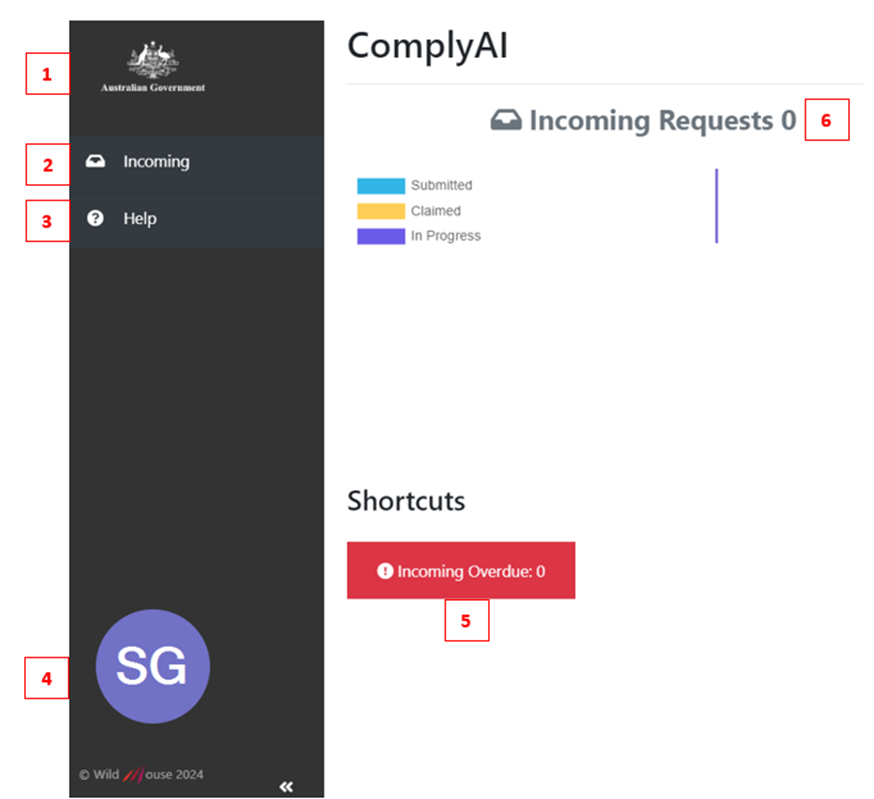 1
Australian Government
2
Incoming
3
Help
4
SG
© Wild ouse 2024
ComplyAI
Incoming Requests 0
6
Submitted
Claimed
In Progress
Shortcuts
Incoming Overdue: 0
5